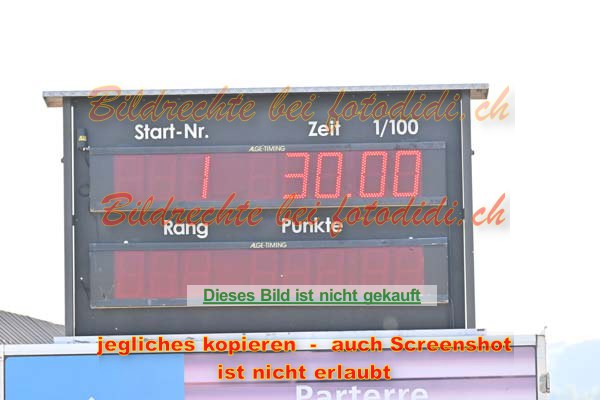 Bildrechte bei fotodidi.ch
Start-Nr. Zeit 1/100
ALGE-TIMING
1 30.00
Bildrechte bei fotodidi.ch
Rang Punkte
ALGE-TIMING
Dieses Bild ist nicht gekauft
jegliches kopieren - auch Screenshot
ist nicht erlaubt
Parterre